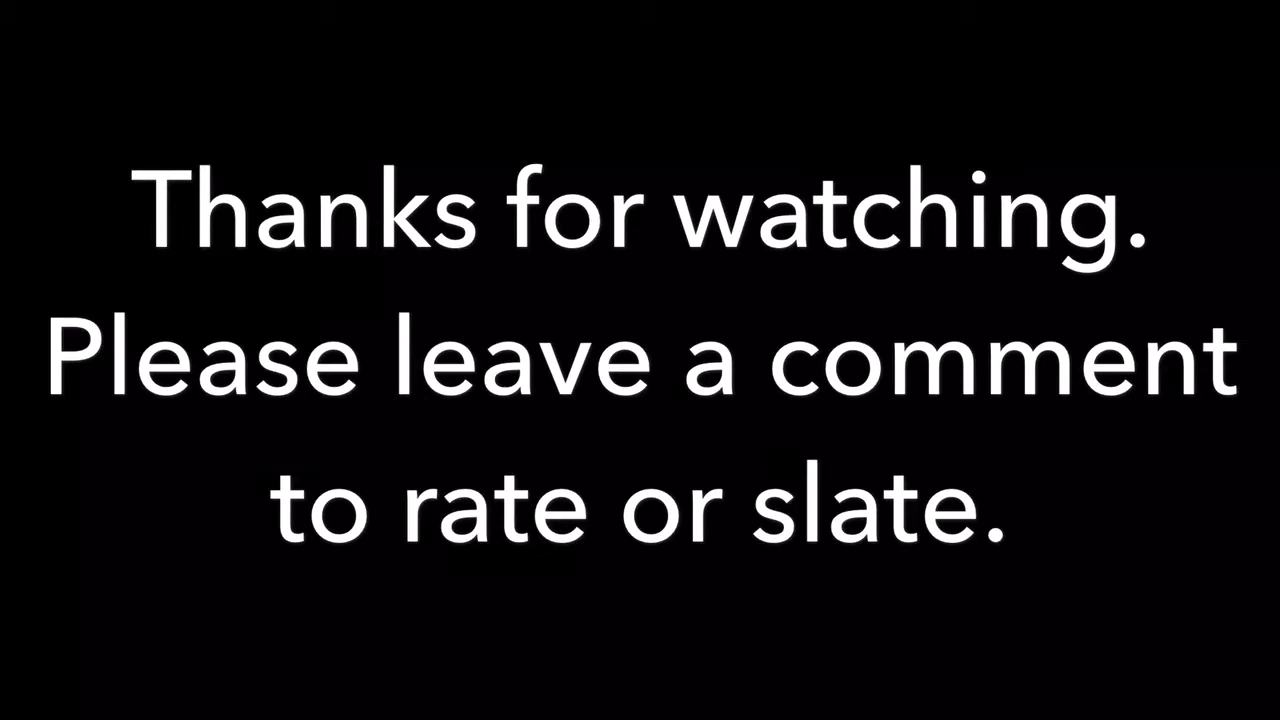 Thanks for watching.
Please leave a comment
to rate or slate.